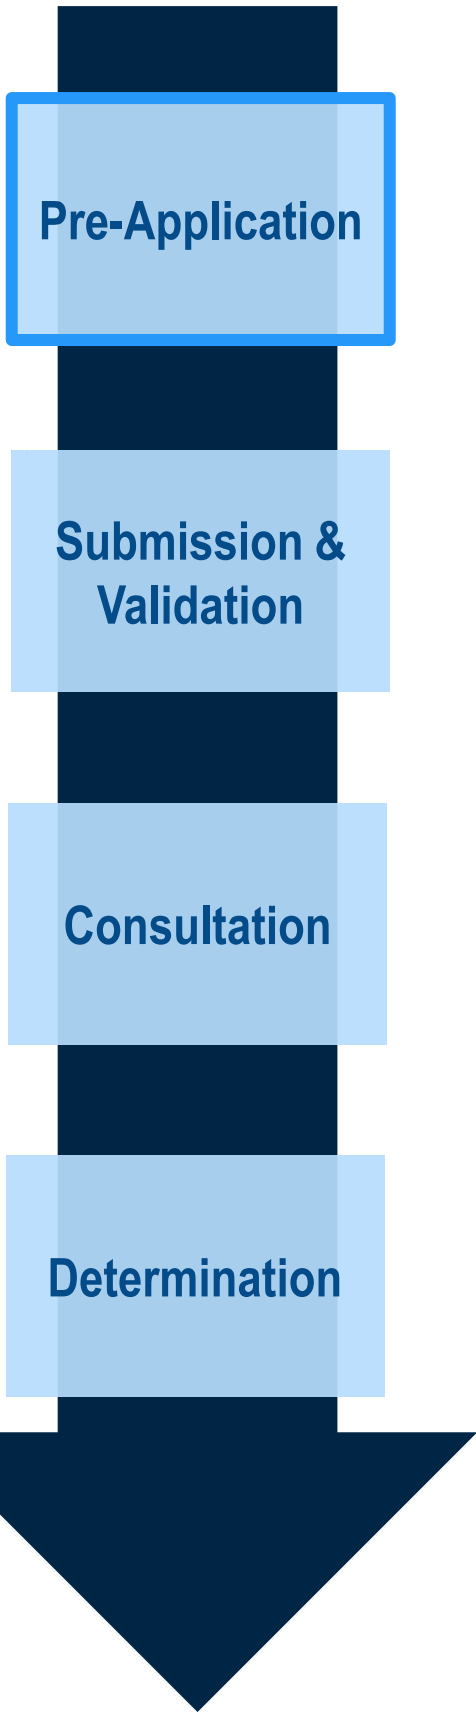 Pre-Application
Submission &
Validation
Consultation
Determination